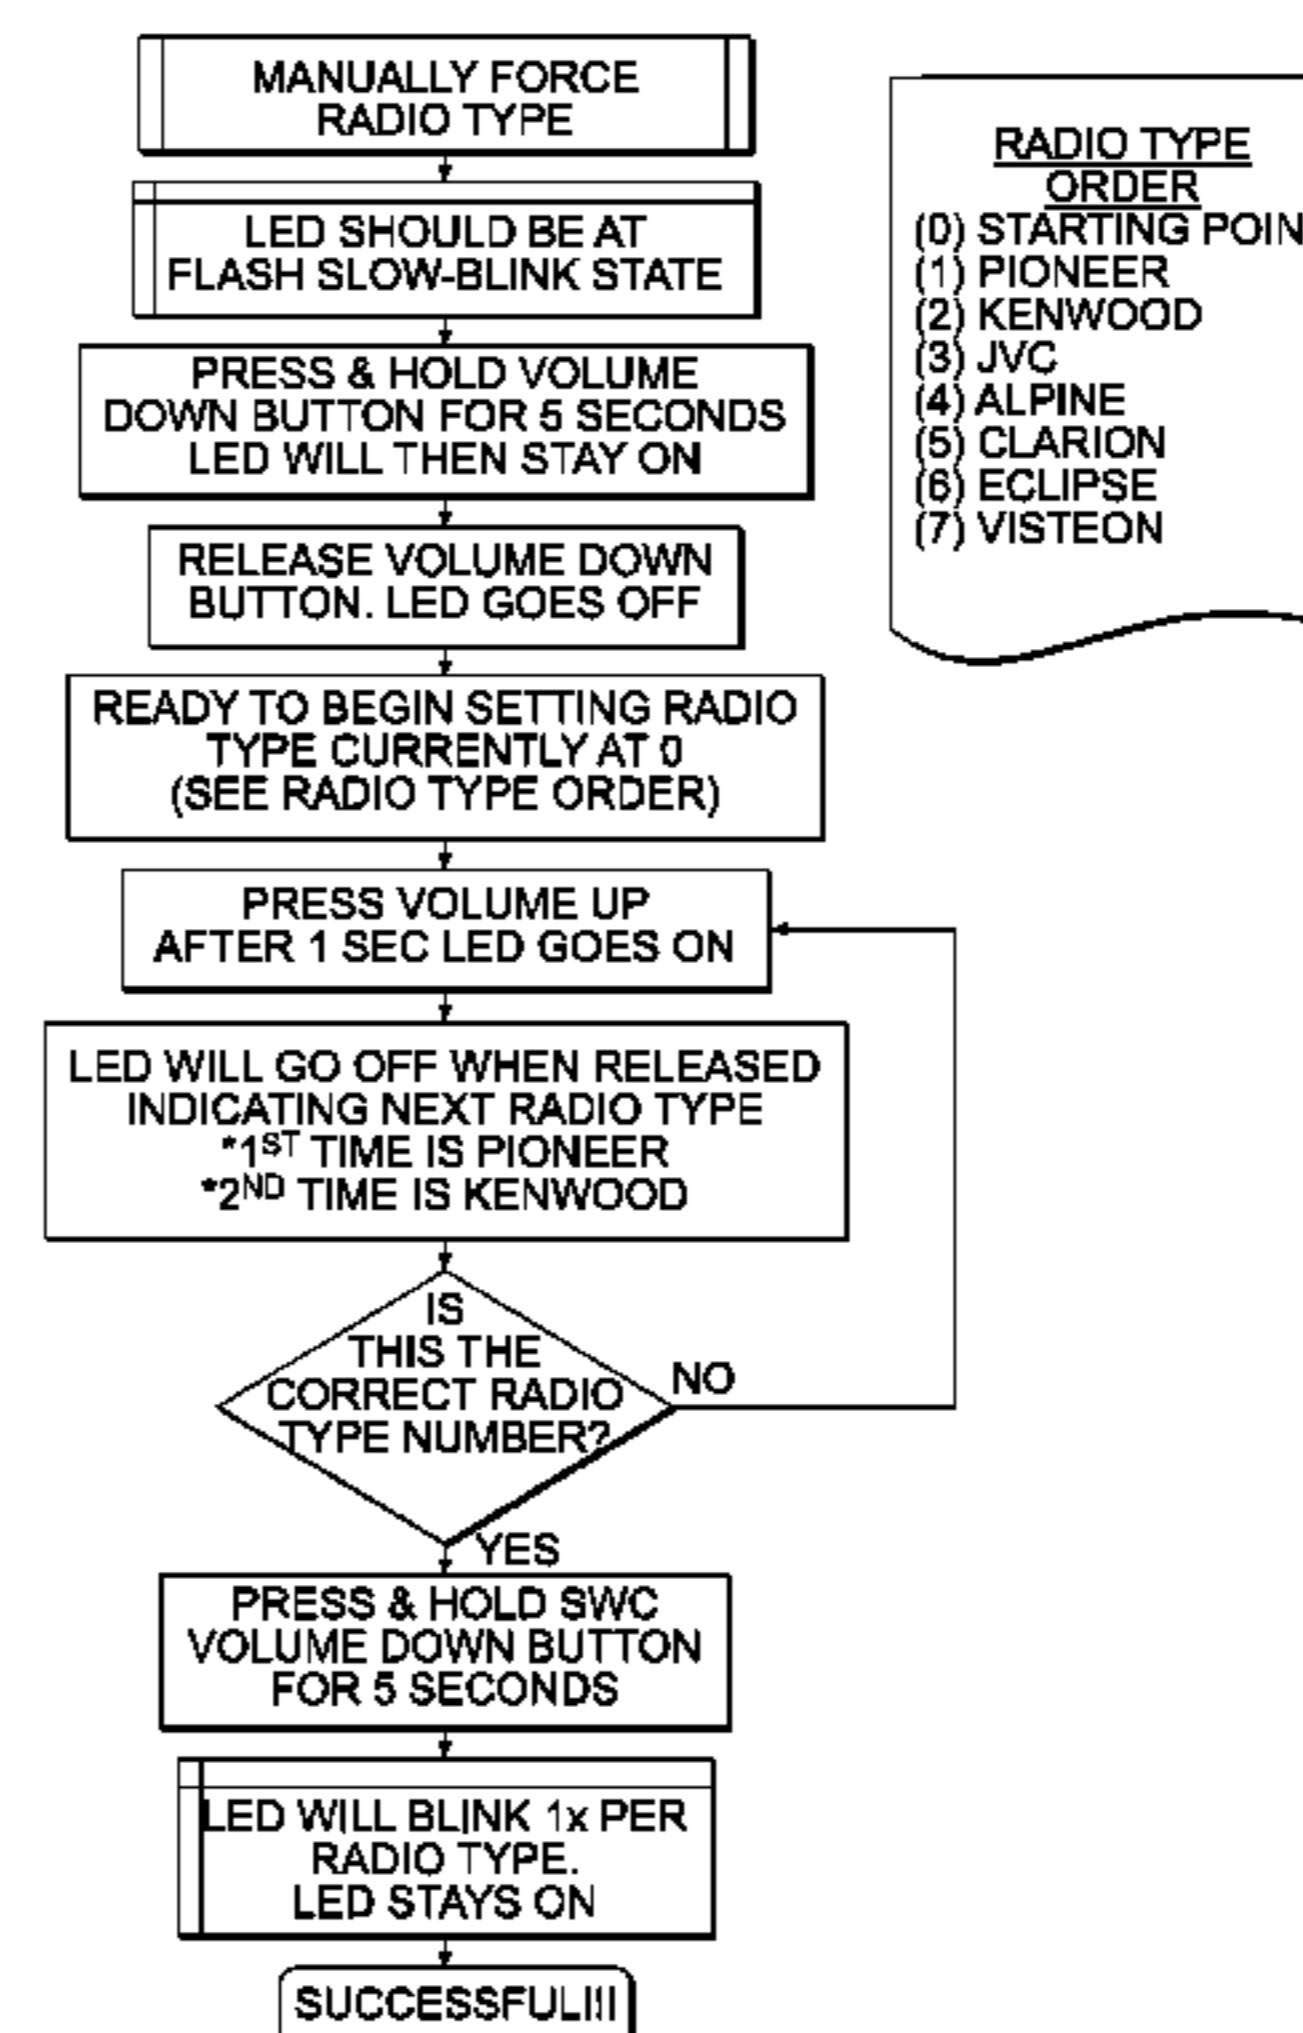 MANUALLY FORCE
RADIO TYPE
LED SHOULD BE AT
FLASH SLOW-BLINK STATE
PRESS & HOLD VOLUME
DOWN BUTTON FOR 5 SECONDS
LED WILL THEN STAY ON
RELEASE VOLUME DOWN
BUTTON. LED GOES OFF
READY TO BEGIN SETTING RADIO
TYPE CURRENTLY AT 0
(SEE RADIO TYPE ORDER)
PRESS VOLUME UP
AFTER 1 SEC LED GOES ON
LED WILL GO OFF WHEN RELEASED
INDICATING NEXT RADIO TYPE
*1ST TIME IS PIONEER
*2ND TIME IS KENWOOD
IS
THIS THE
CORRECT RADIO
TYPE NUMBER?
NO
YES
PRESS & HOLD SWC
VOLUME DOWN BUTTON
FOR 5 SECONDS
LED WILL BLINK 1x PER
RADIO TYPE.
LED STAYS ON
SUCCESSFUL!!!
RADIO TYPE
ORDER
(0) STARTING POIN
(1) PIONEER
(2) KENWOOD
(3) JVC
(4) ALPINE
(5) CLARION
(6) ECLIPSE
(7) VISTEON